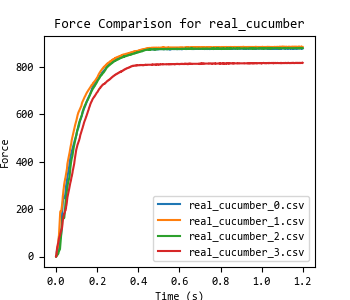 Force Comparison for real_cucumber
Force
800
600
400
200
0
real_cucumber_0.csv
real_cucumber_1.csv
real_cucumber_2.csv
real_cucumber_3.csv
0.0 0.2 0.4 0.6 0.8 1.0 1.2
Time (s)